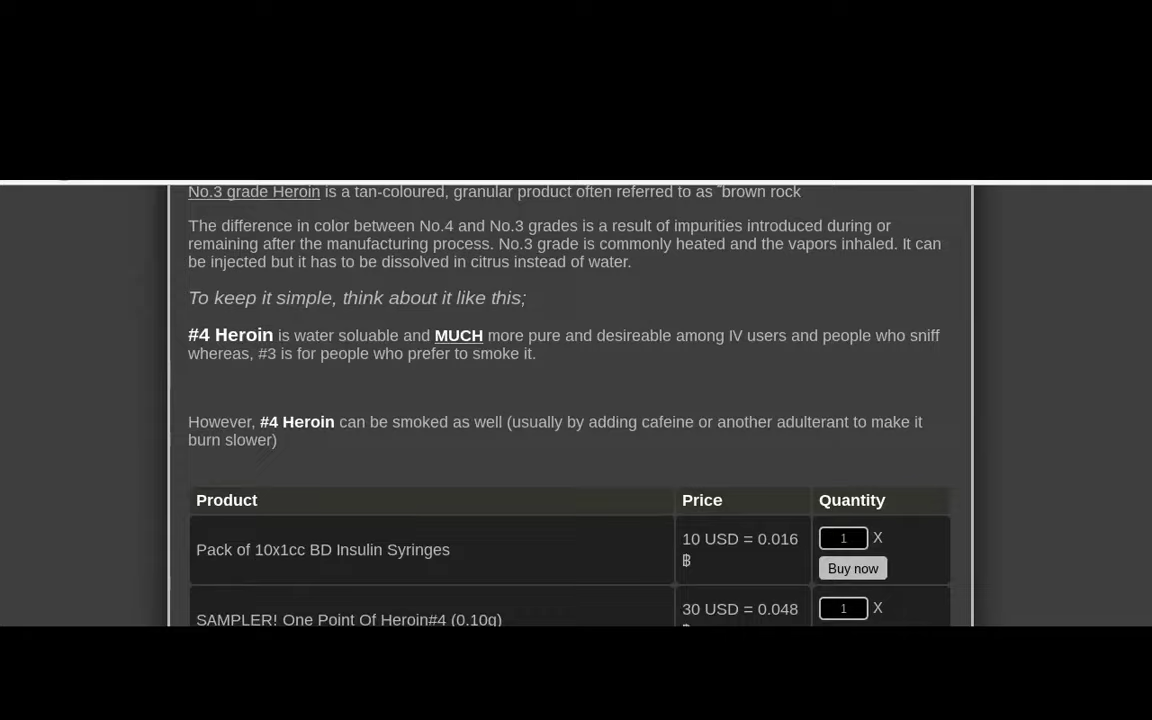 No.3 grade Heroin is a tan-coloured, granular product often referred to as "brown rock
The difference in color between No.4 and No.3 grades is a result of impurities introduced during or
remaining after the manufacturing process. No.3 grade is commonly heated and the vapors inhaled. It can
be injected but it has to be dissolved in citrus instead of water.
To keep it simple, think about it like this;
#4 Heroin is water soluable and MUCH more pure and desireable among IV users and people who sniff
whereas, #3 is for people who prefer to smoke it.
However, #4 Heroin can be smoked as well (usually by adding cafeine or another adulterant to make it
burn slower)
Product Price Quantity
Pack of 10x1cc BD Insulin Syringes 10 USD = 0.016 1 X
฿ Buy now
SAMPLER! One Point Of Heroin#4 (0.10g) 30 USD = 0.048 1 X